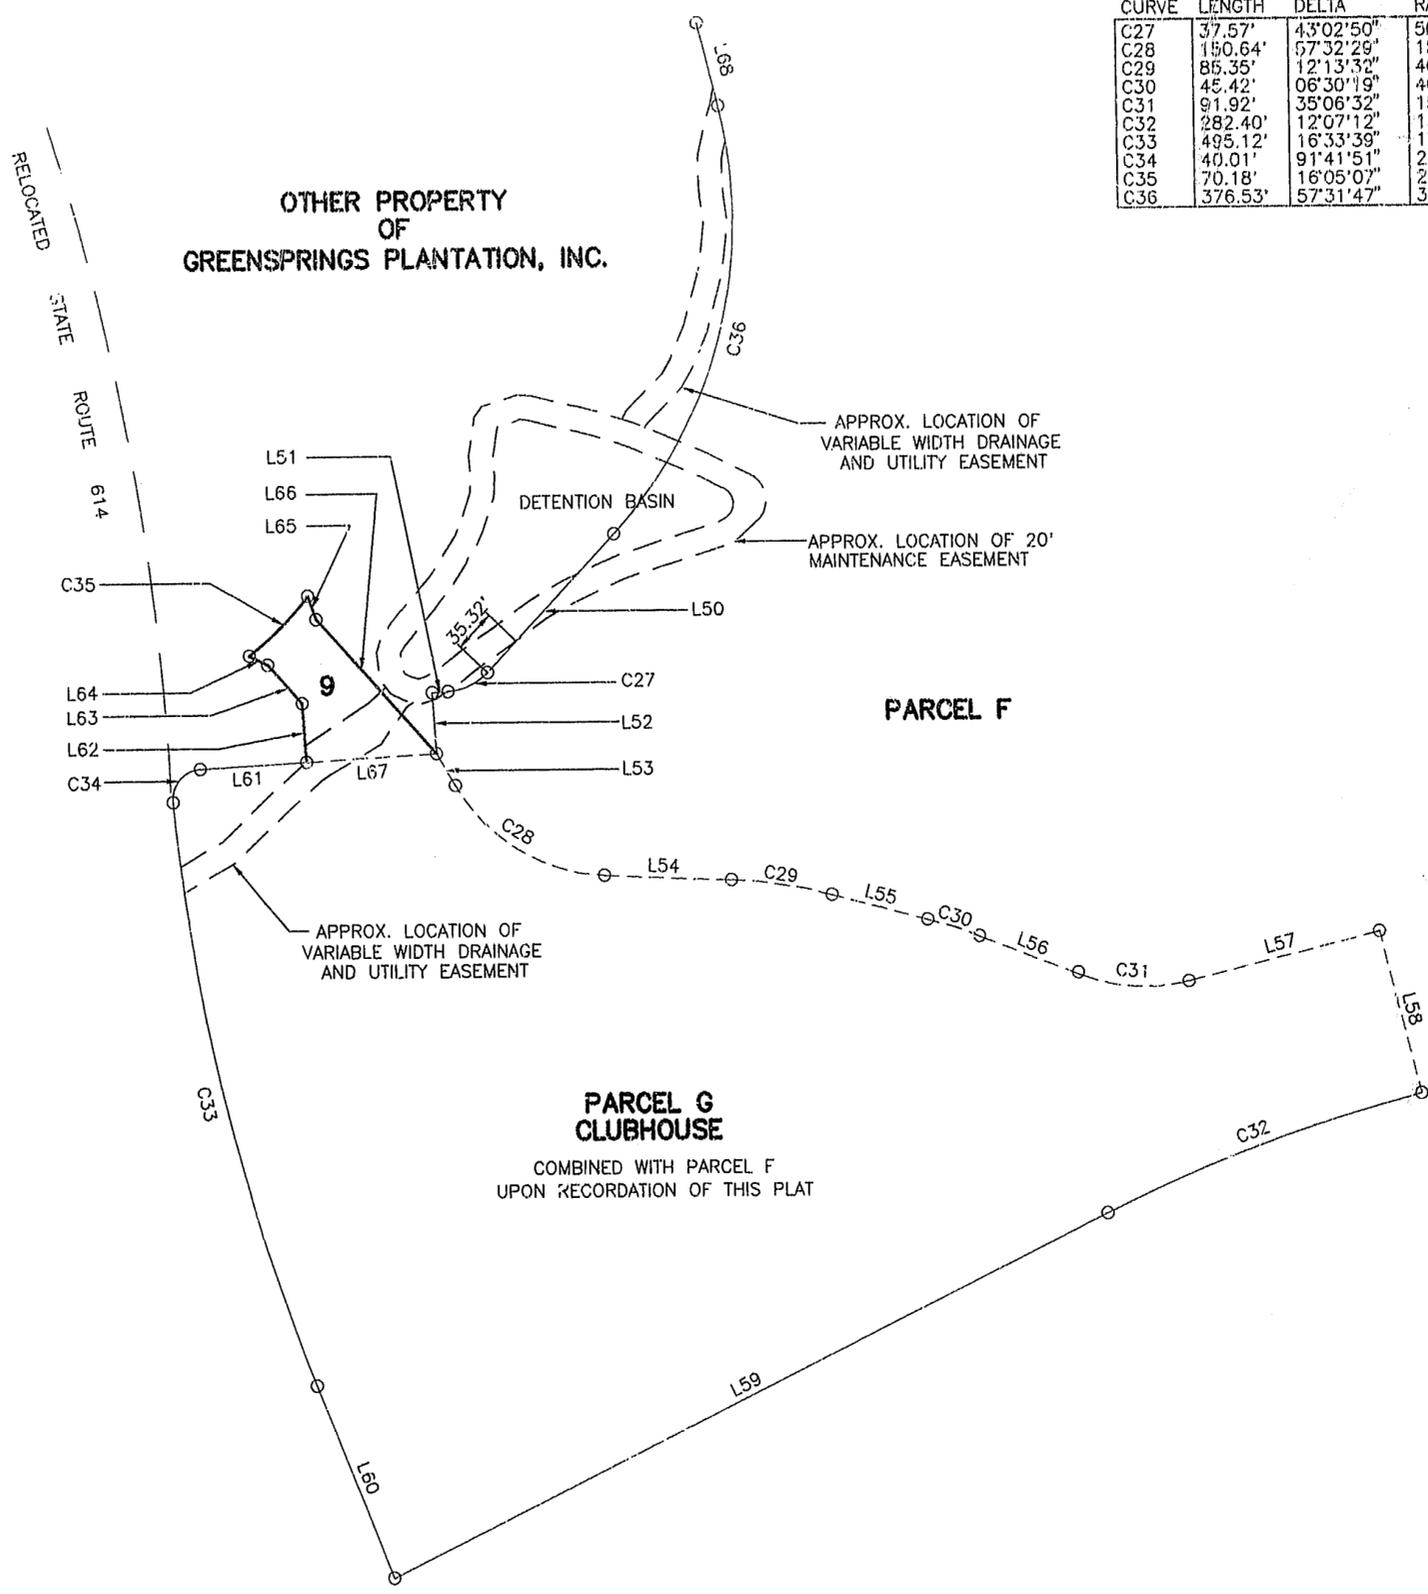 CURVE LENGTH DELTA
C27 37.57' 43°02'50"
C28 150.64' 57°32'29"
C29 85.35' 12°13'32"
C30 45.42' 06°30'19"
C31 91.92' 35°06'32"
C32 282.40' 12°07'12"
C33 495.12' 16°33'39"
C34 40.01' 91°41'51"
C35 70.18' 16°05'07"
C36 376.53' 57°31'47"
L68
RELOCATED STATE ROUTE 614
OTHER PROPERTY
OF
GREENSPRINGS PLANTATION, INC.
C36
APPROX. LOCATION OF
VARIABLE WIDTH DRAINAGE
AND UTILITY EASEMENT
L51
L66
L65
DETENTION BASIN
APPROX. LOCATION OF 20'
MAINTENANCE EASEMENT
C35
L50
35.32'
C27
9
L64
L63
L62
C34
L61
L67
L52
L53
PARCEL F
C28
L54
C29
L55
C30
L56
C31
L57
L58
APPROX. LOCATION OF
VARIABLE WIDTH DRAINAGE
AND UTILITY EASEMENT
C33
PARCEL G
CLUBHOUSE
COMBINED WITH PARCEL F
UPON RECORDATION OF THIS PLAT
C32
L59
L60